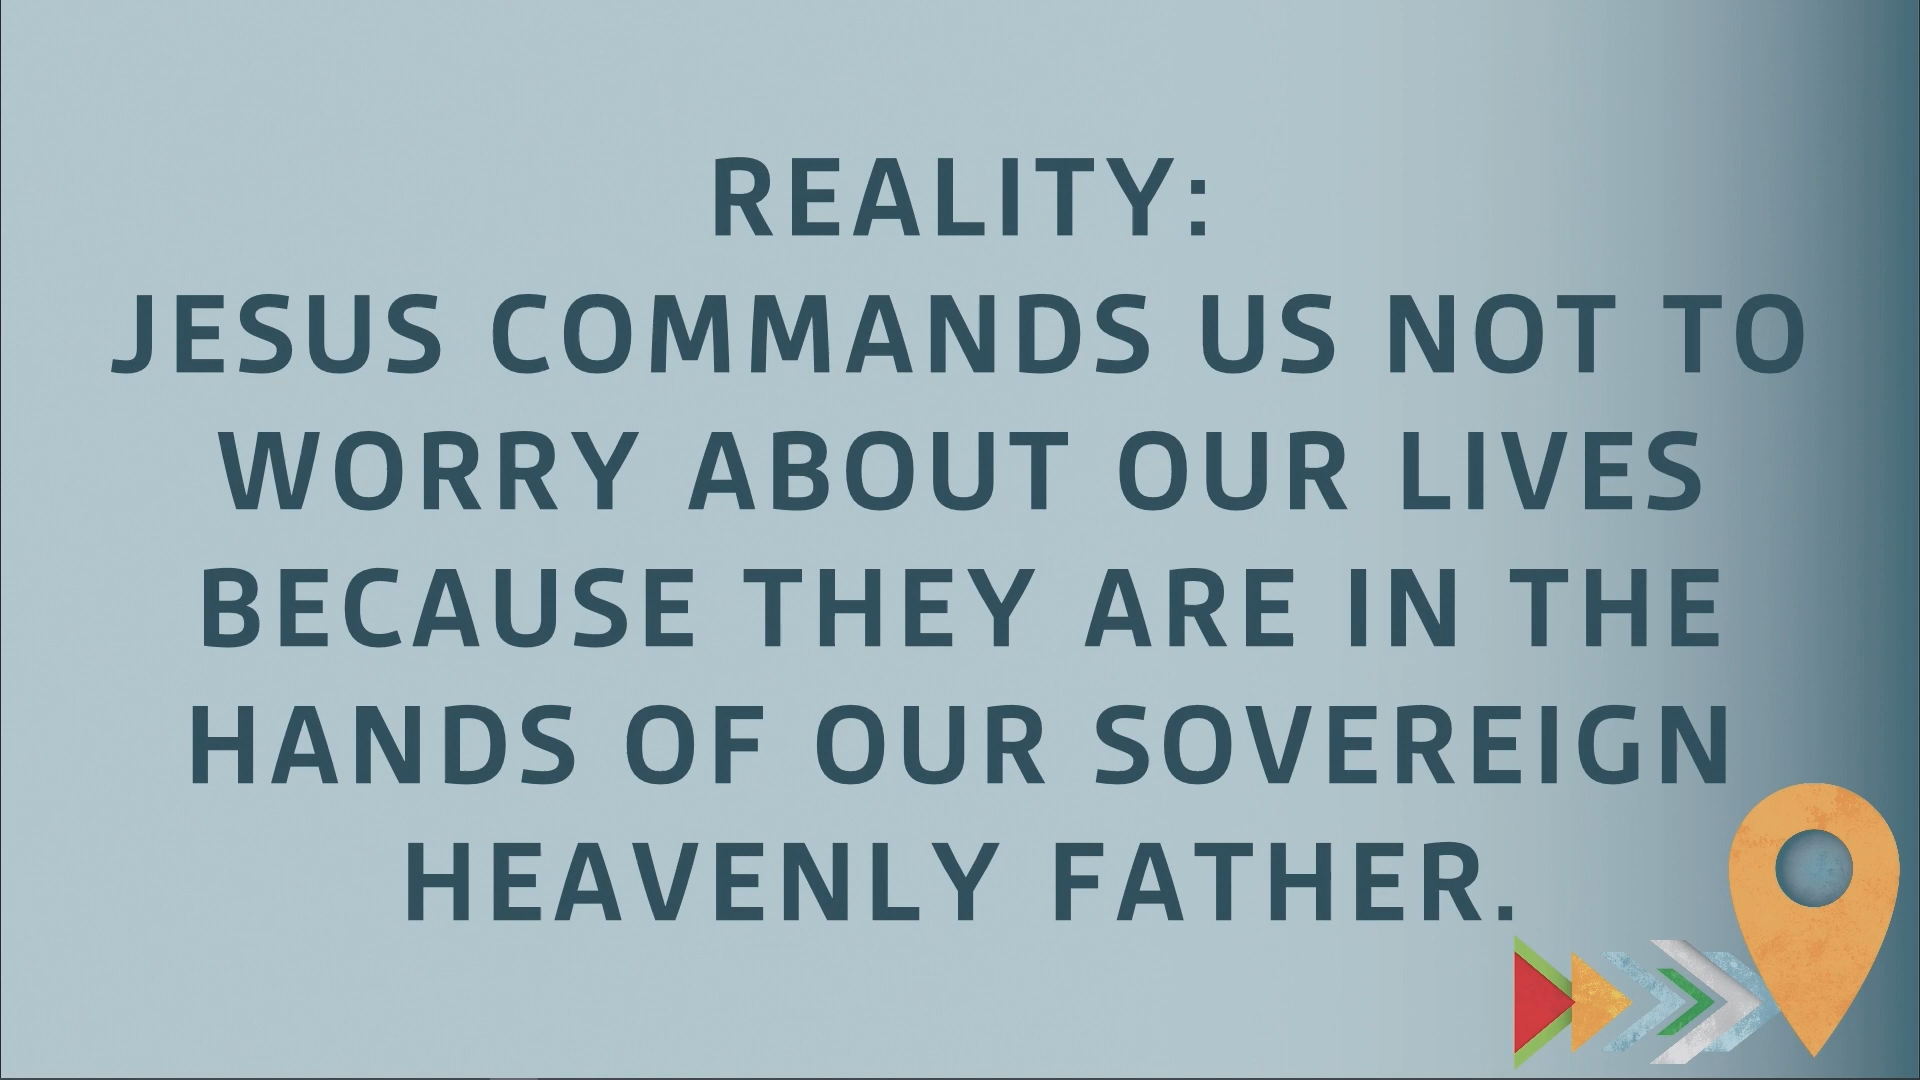 REALITY:
JESUS COMMANDS US NOT TO
WORRY ABOUT OUR LIVES
BECAUSE THEY ARE IN THE
HANDS OF OUR SOVEREIGN
HEAVENLY FATHER.